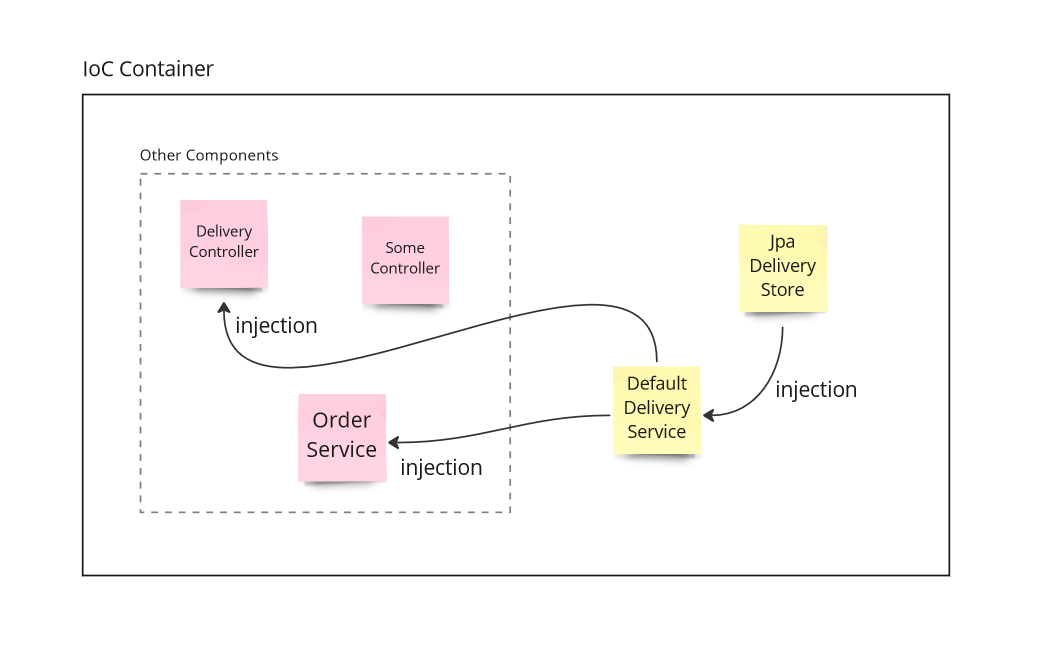 IoC Container
Other Components
Delivery
Controller
Some
Controller
Jpa
Delivery
Store
injection
Default
Delivery
Service
injection
Order
Service
injection